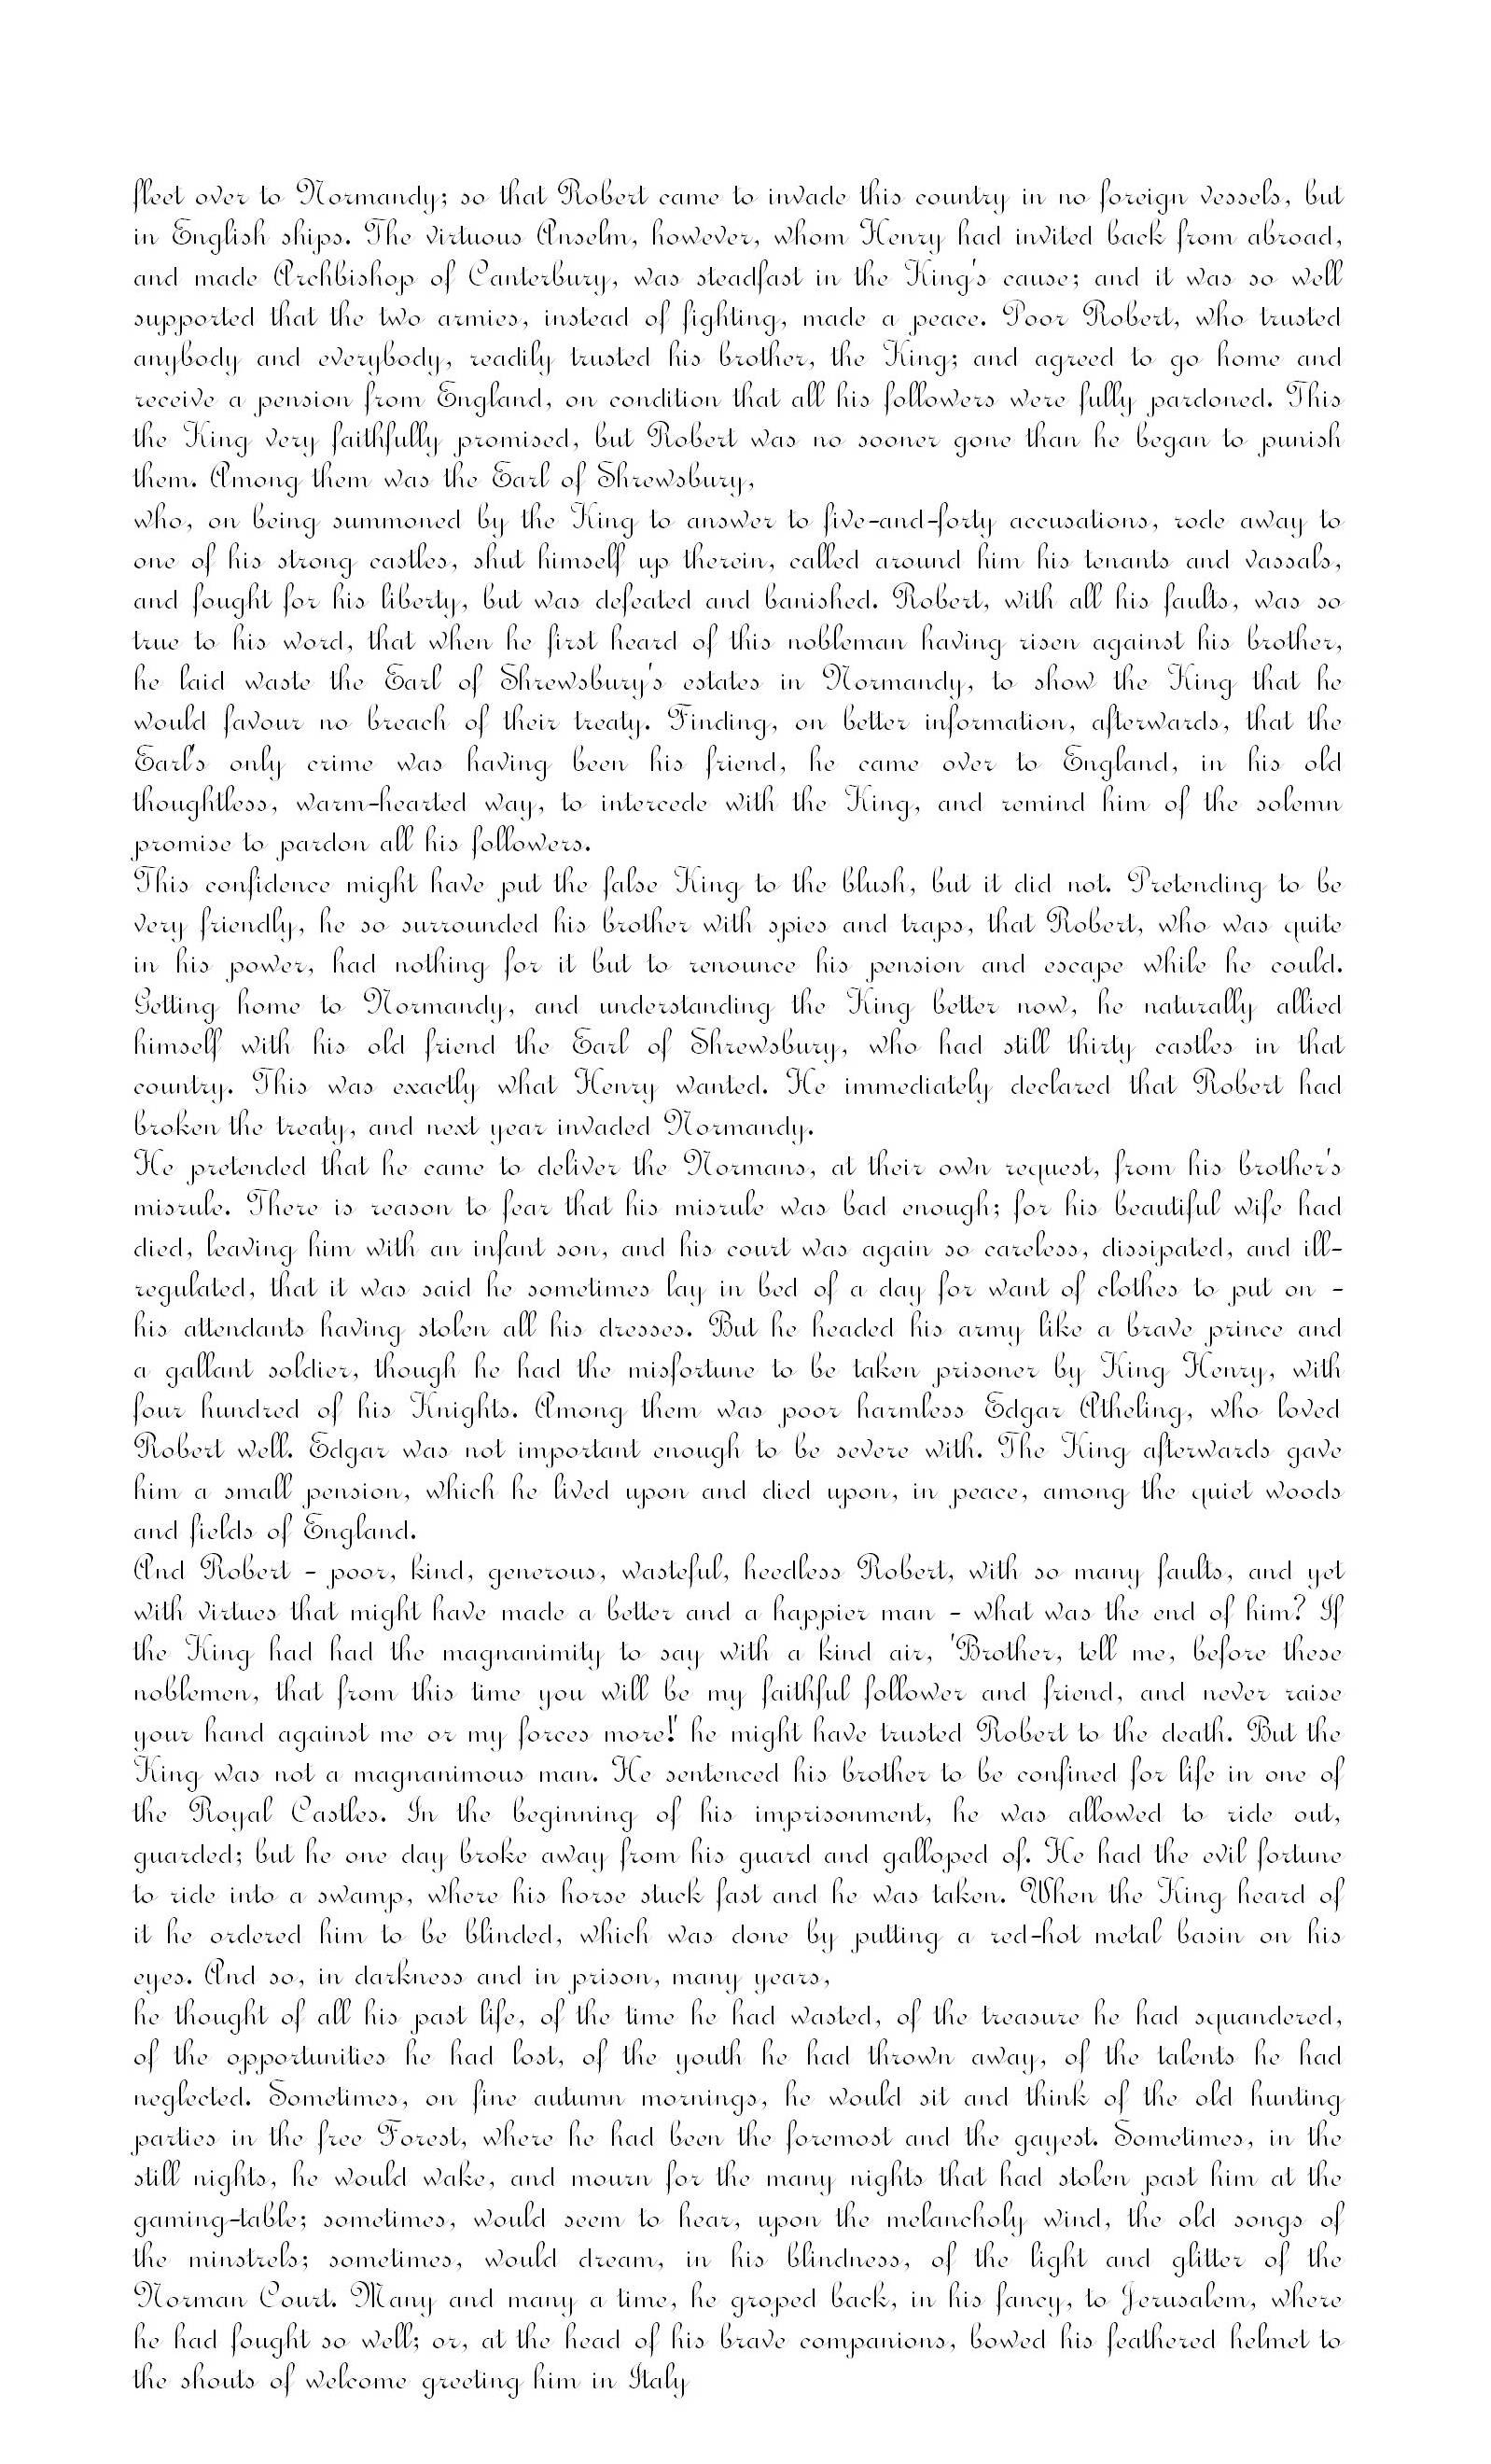 fleet over to Normandy; so that Robert came to invade this country in no foreign vessels, but
in English ships. The virtuous Anselm, however, whom Henry had invited back from abroad,
and made Archbishop of Canterbury, was steadfast in the King's cause; and it was so well
supported that the two armies, instead of fighting, made a peace. Poor Robert, who trusted
anybody and everybody, readily trusted his brother, the King; and agreed to go home and
receive a pension from England, on condition that all his followers were fully pardoned. This
the King very faithfully promised, but Robert was no sooner gone than he began to punish
them. Among them was the Earl of Shrewsbury,
who, on being summoned by the King to answer to five-and-forty accusations, rode away to
one of his strong castles, shut himself up therein, called around him his tenants and vassals,
and fought for his liberty, but was defeated and banished. Robert, with all his faults, was so
true to his word, that when he first heard of this nobleman having risen against his brother,
he laid waste the Earl of Shrewsbury's estates in Normandy, to show the King that he
would favour no breach of their treaty. Finding, on better information, afterwards, that the
Earl's only crime was having been his friend, he came over to England, in his old
thoughtless, warm-hearted way, to intercede with the King, and remind him of the solemn
promise to pardon all his followers.
This confidence might have put the false King to the blush, but it did not. Pretending to be
very friendly, he so surrounded his brother with spies and traps, that Robert, who was quite
in his power, had nothing for it but to renounce his pension and escape while he could.
Getting home to Normandy, and understanding the King better now, he naturally allied
himself with his old friend the Earl of Shrewsbury, who had still thirty castles in that
country. This was exactly what Henry wanted. He immediately declared that Robert had
broken the treaty, and next year invaded Normandy.
He pretended that he came to deliver the Normans, at their own request, from his brother's
misrule. There is reason to fear that his misrule was bad enough; for his beautiful wife had
died, leaving him with an infant son, and his court was again so careless, dissipated, and ill-
regulated, that it was said he sometimes lay in bed of a day for want of clothes to put on -
his attendants having stolen all his dresses. But he headed his army like a brave prince and
a gallant soldier, though he had the misfortune to be taken prisoner by King Henry, with
four hundred of his Knights. Among them was poor harmless Edgar Atheling, who loved
Robert well. Edgar was not important enough to be severe with. The King afterwards gave
him a small pension, which he lived upon and died upon, in peace, among the quiet woods
and fields of England.
And Robert - poor, kind, generous, wasteful, heedless Robert, with so many faults, and yet
with virtues that might have made a better and a happier man - what was the end of him? If
the King had had the magnanimity to say with a kind air, 'Brother, tell me, before these
noblemen, that from this time you will be my faithful follower and friend, and never raise
your hand against me or my forces more!' he might have trusted Robert to the death. But the
King was not a magnanimous man. He sentenced his brother to be confined for life in one of
the Royal Castles. In the beginning of his imprisonment, he was allowed to ride out,
guarded; but he one day broke away from his guard and galloped of. He had the evil fortune
to ride into a swamp, where his horse stuck fast and he was taken. When the King heard of
it he ordered him to be blinded, which was done by putting a red-hot metal basin on his
eyes. And so, in darkness and in prison, many years,
he thought of all his past life, of the time he had wasted, of the treasure he had squandered,
of the opportunities he had lost, of the youth he had thrown away, of the talents he had
neglected. Sometimes, on fine autumn mornings, he would sit and think of the old hunting
parties in the free Forest, where he had been the foremost and the gayest. Sometimes, in the
still nights, he would wake, and mourn for the many nights that had stolen past him at the
gaming-table; sometimes, would seem to hear, upon the melancholy wind, the old songs of
the minstrels; sometimes, would dream, in his blindness, of the light and glitter of the
Norman Court. Many and many a time, he groped back, in his fancy, to Jerusalem, where
he had fought so well; or, at the head of his brave companions, bowed his feathered helmet to
the shouts of welcome greeting him in Italy